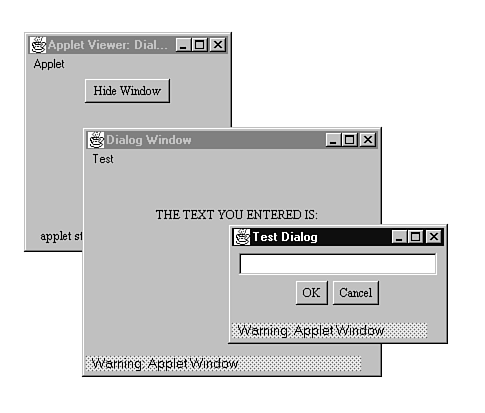 Applet Viewer: Dial...
Applet
Hide Window
Dialog Window
Test
THE TEXT YOU ENTERED IS:
applet
Test Dialog
OK Cancel
Warning: Applet Window
Warning: Applet Window